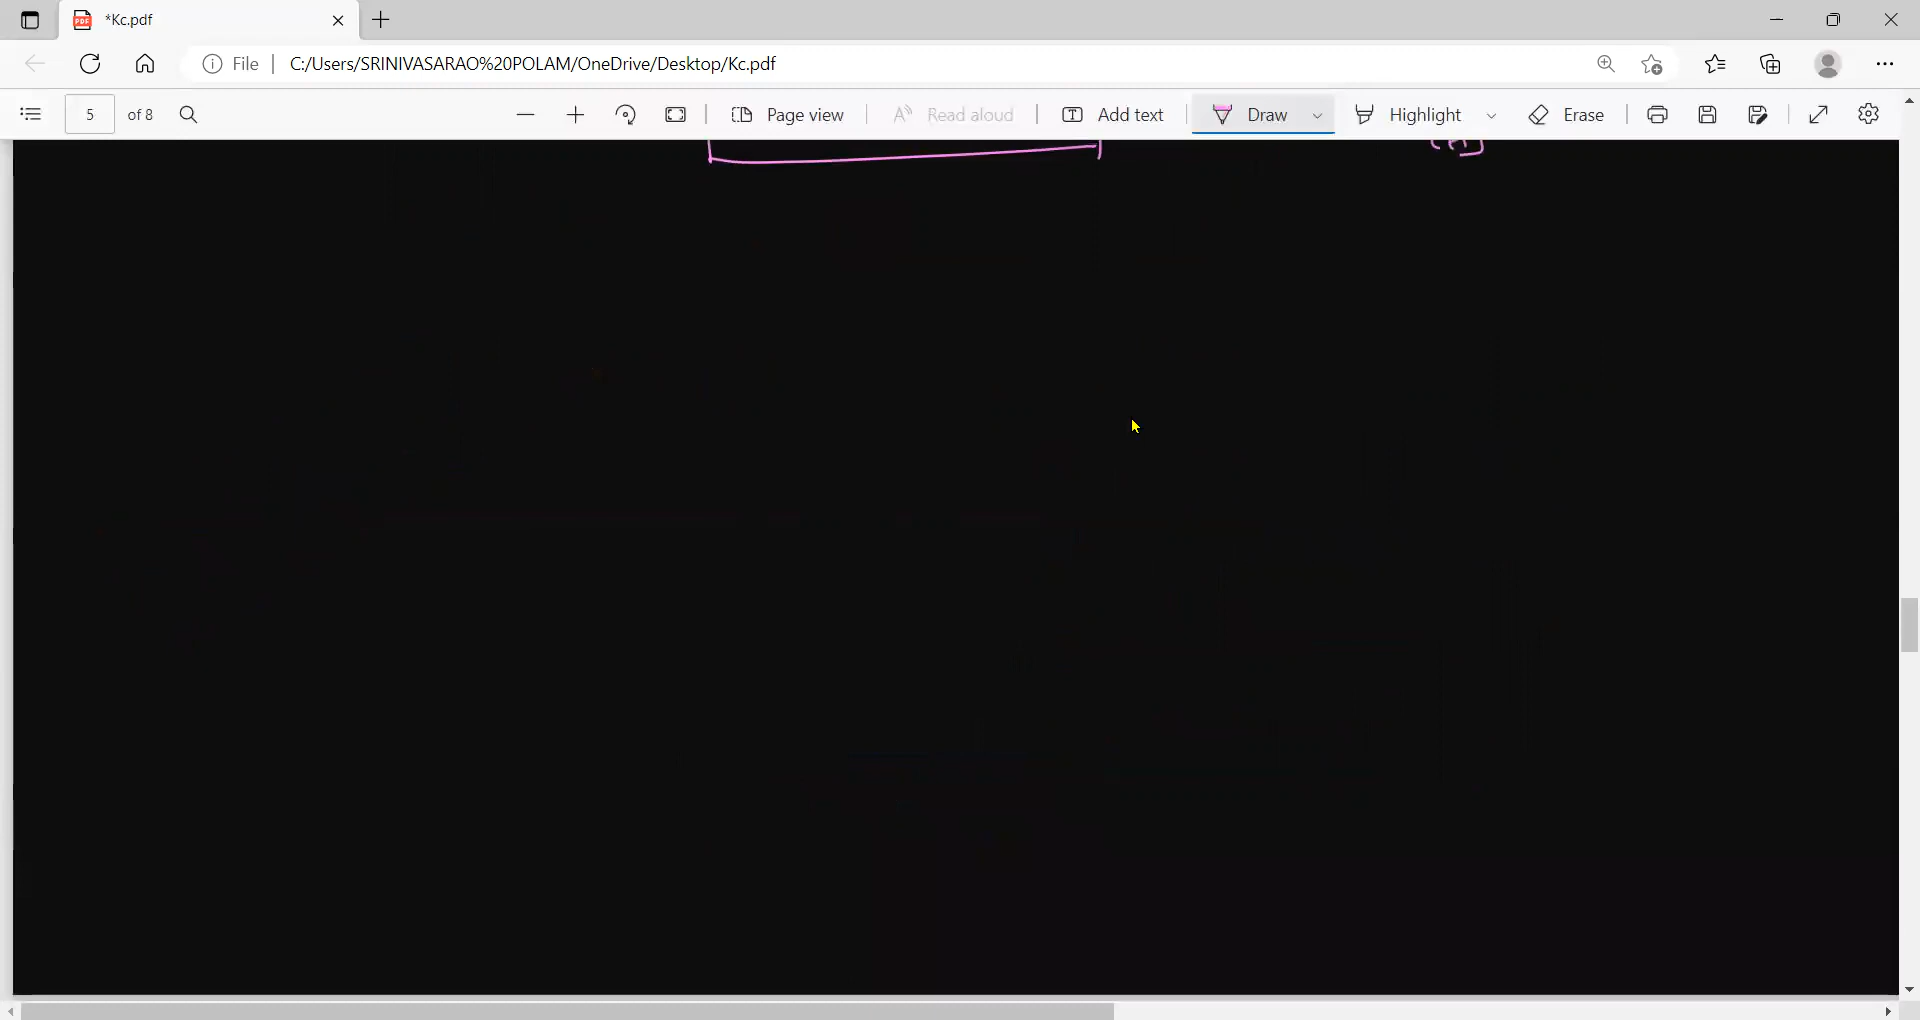 *Kc.pdf
File C:/Users/SRINIVASARAO%20POLAM/OneDrive/Desktop/Kc.pdf
5 of 8 Page view Read aloud Add text Draw Highlight Erase